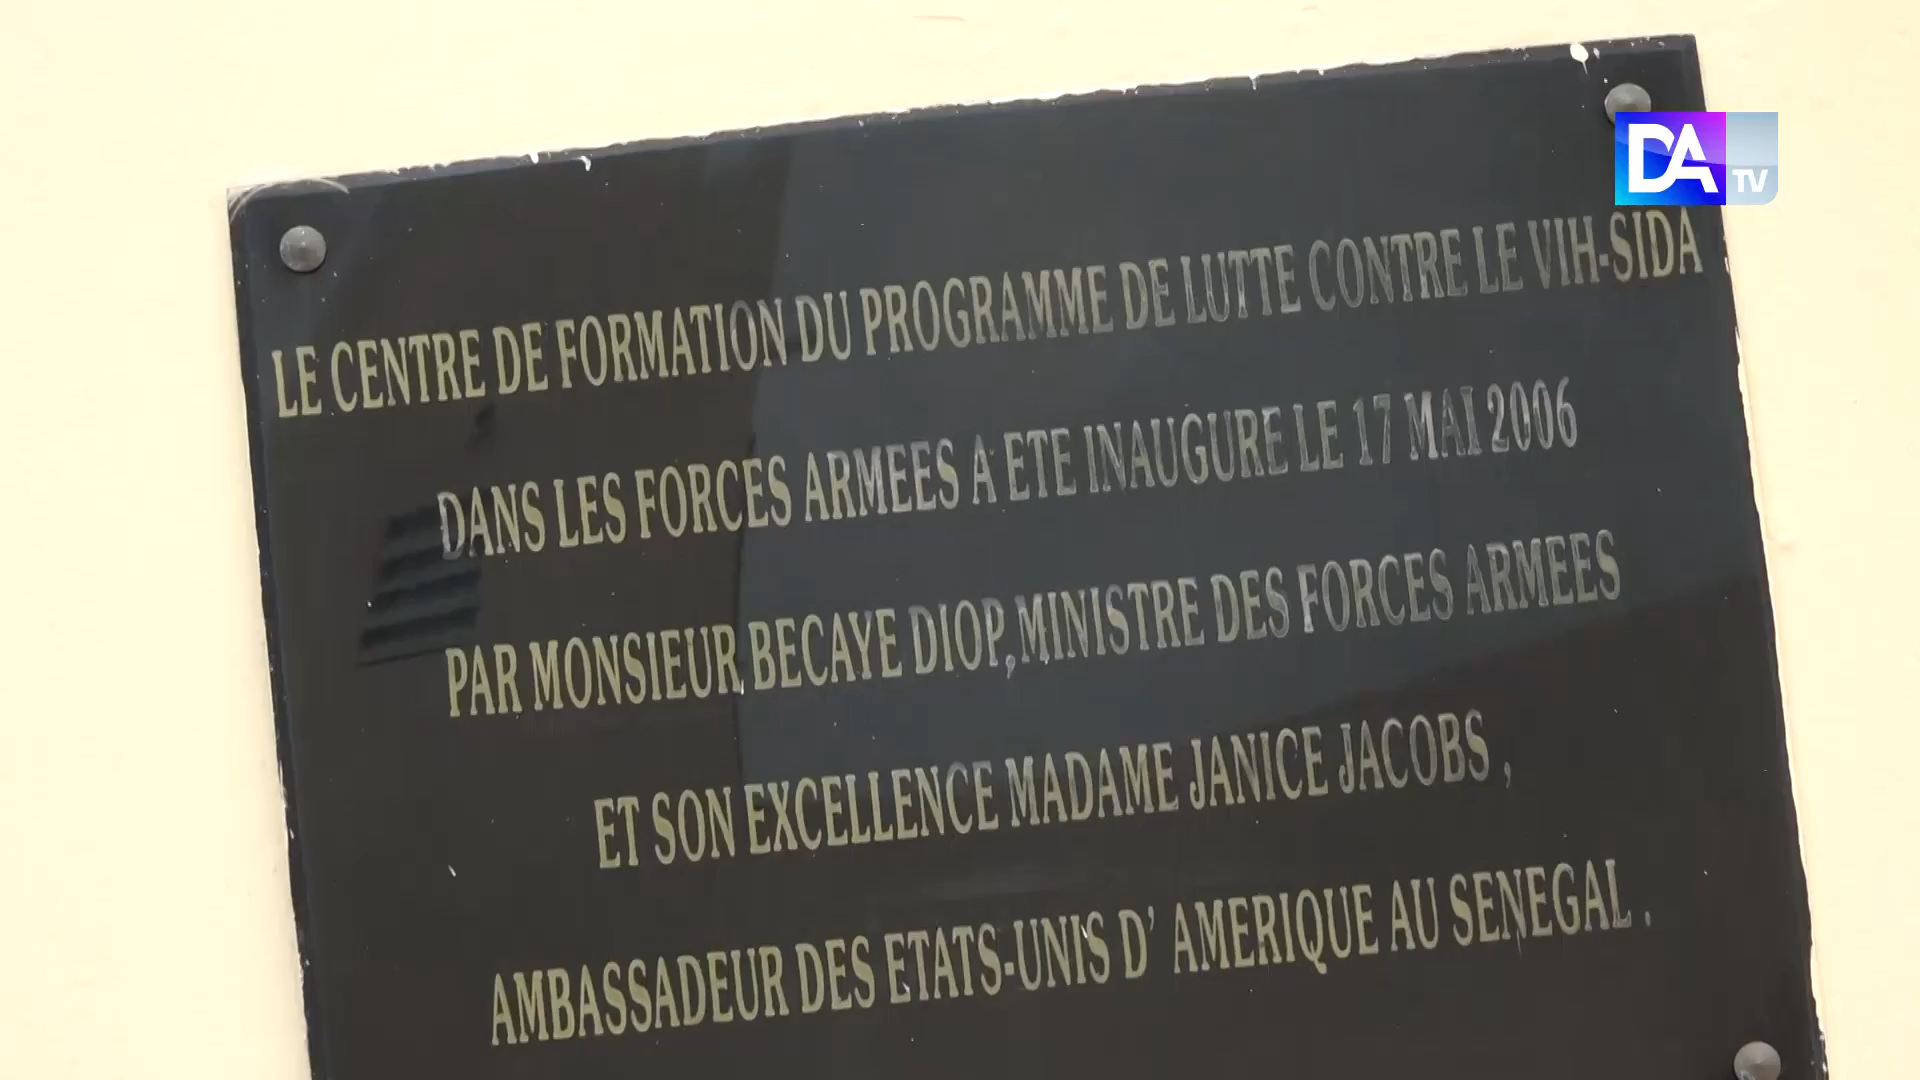 DA TV
LE CENTRE DE FORMATION DU PROGRAMME DE LUTTE CONTRE LE VIH-SIDA
DANS LES FORCES ARMEES A ETE INAUGURE LE 17 MAI 2006
PAR MONSIEUR BECAYE DIOP, MINISTRE DES FORCES ARMEES
ET SON EXCELLENCE MADAME JANICE JACOBS ,
AMBASSADEUR DES ETATS-UNIS D' AMERIQUE AU SENEGAL .